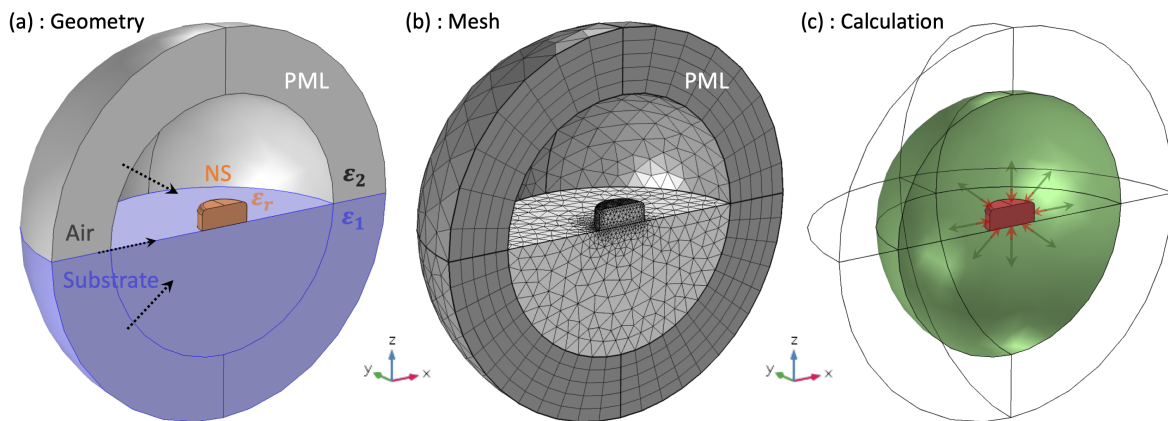 (a) : Geometry
PML
NS
ε₂
εᵣ
ε₁
Air
Substrate
z
y
x
(b) : Mesh
PML
z
y
x
(c) : Calculation
z
y
x